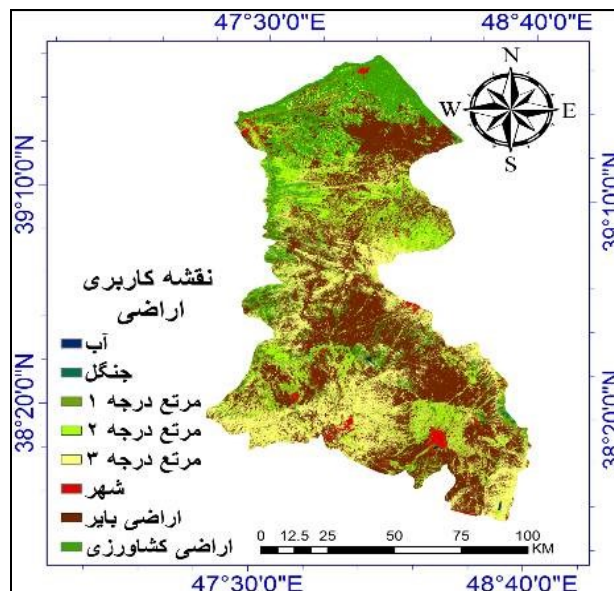 47°30'0"E 48°40'0"E
N
W E
S
39°10'0"N 39°10'0"N
نقشه کاربری
اراضی
آب
جنگل
مرتع درجه ۱
مرتع درجه ۲
مرتع درجه ۳
شهر
اراضی بایر
اراضی کشاورزی
38°20'0"N 38°20'0"N
0 12.5 25 50 75 100
KM
47°30'0"E 48°40'0"E